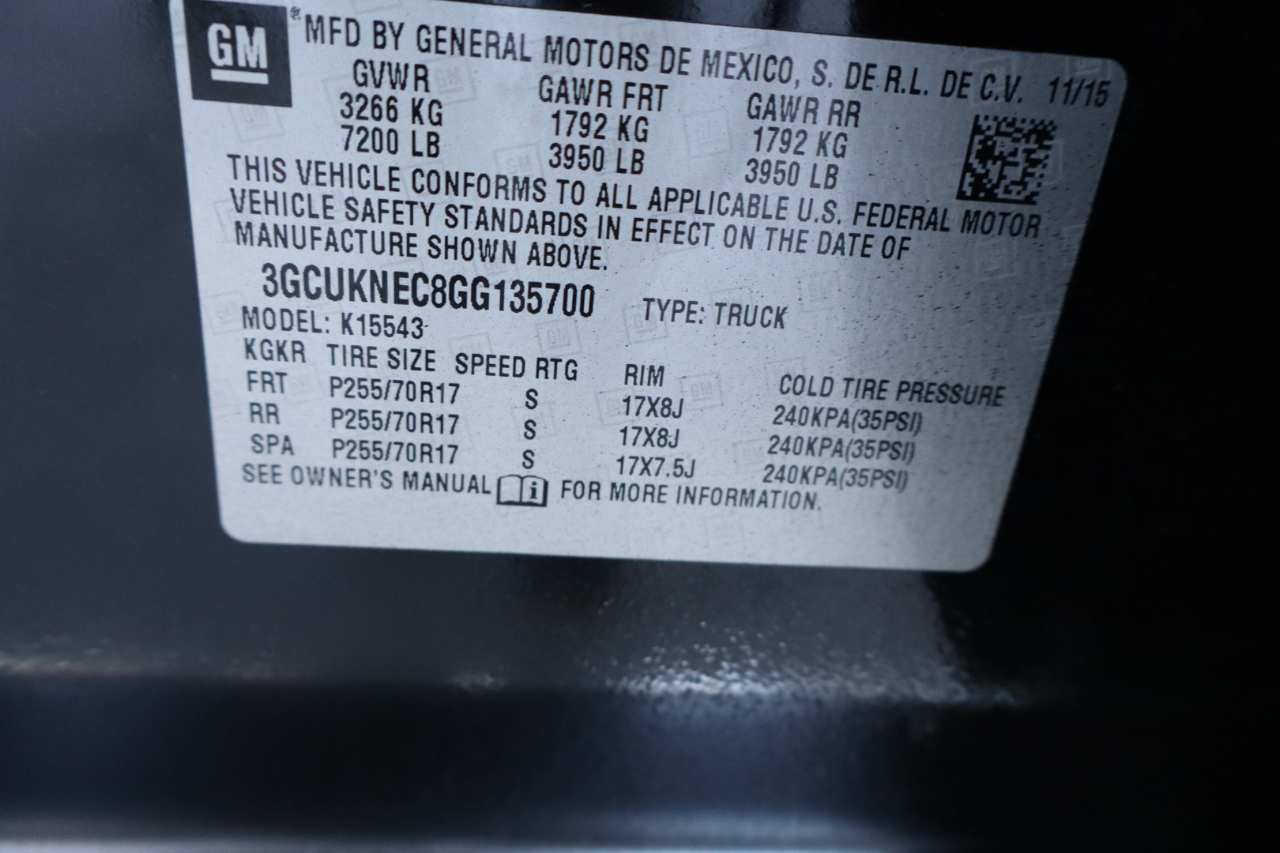 GM
® MFD BY GENERAL MOTORS DE MEXICO, S. DE R.L. DE C.V. 11/15
GVWR GAWR FRT GAWR RR
3266 KG 1792 KG 1792 KG
7200 LB 3950 LB 3950 LB
THIS VEHICLE CONFORMS TO ALL APPLICABLE U.S. FEDERAL MOTOR
VEHICLE SAFETY STANDARDS IN EFFECT ON THE DATE OF
MANUFACTURE SHOWN ABOVE.
3GCUKNEC8GG135700 TYPE: TRUCK
MODEL: K15543
KGKR TIRE SIZE SPEED RTG RIM COLD TIRE PRESSURE
FRT P255/70R17 S 17X8J 240KPA(35PSI)
RR P255/70R17 S 17X8J 240KPA(35PSI)
SPA P255/70R17 S 17X7.5J 240KPA(35PSI)
SEE OWNER'S MANUAL i FOR MORE INFORMATION.